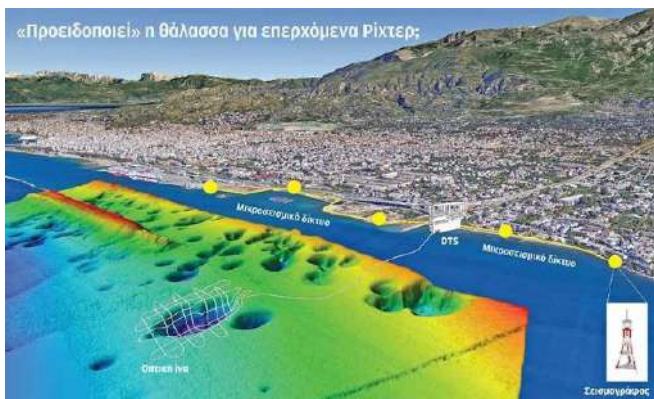 «Προειδοποιεί» η θάλασσα για επερχόμενα Ρίχτερ;
Μικροσεισμικό δίκτυο
DTS
Μικροσεισμικό δίκτυο
Οπτική ίνα
Σεισμογράφος